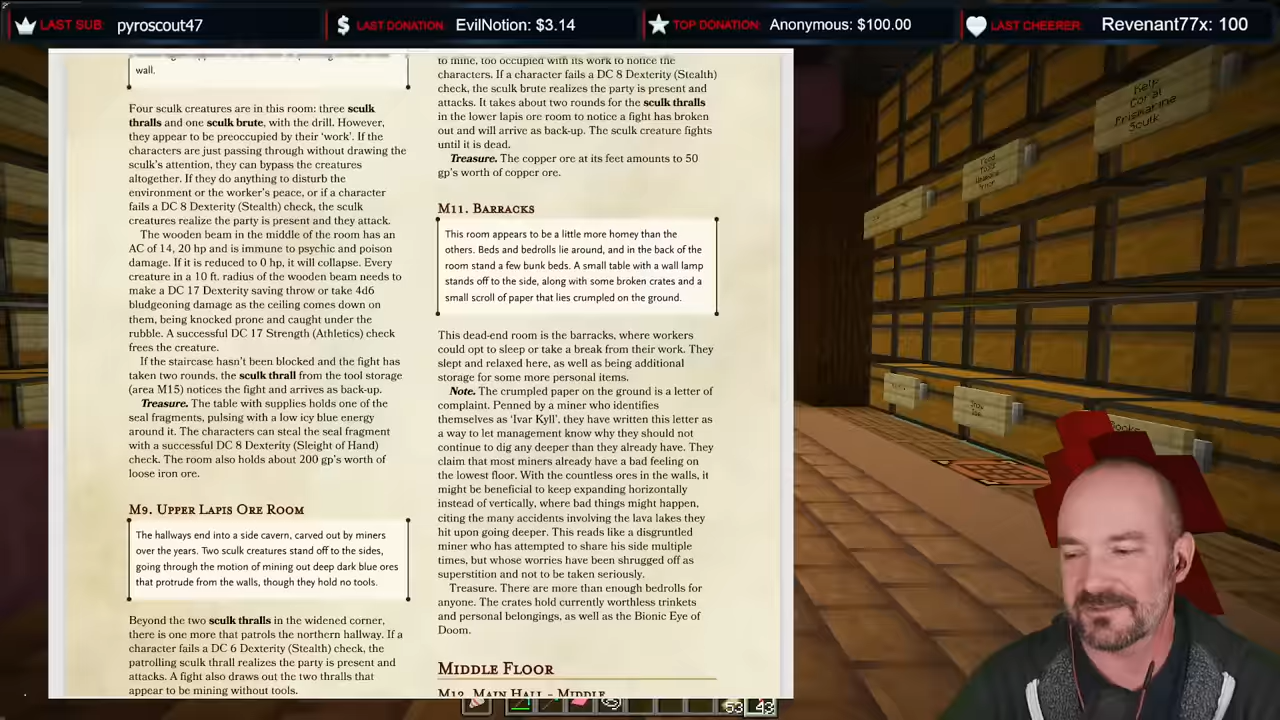 LAST SUB: pyroscout47
LAST DONATION: EvilNotion: $3.14
TOP DONATION: Anonymous: $100.00
LAST CHEERER: Revenant77x: 100
wall.
Four sculk creatures are in this room: three sculk
thralls and one sculk brute, with the drill. However,
they appear to be preoccupied by their 'work'. If the
characters are just passing through without drawing the
sculk's attention, they can bypass the creatures
altogether. If they do anything to disturb the
environment or the worker's peace, or if a character
fails a DC 8 Dexterity (Stealth) check, the sculk
creatures realize the party is present and they attack.
The wooden beam in the middle of the room has an
AC of 14, 20 hp and is immune to psychic and poison
damage. If it is reduced to 0 hp, it will collapse. Every
creature in a 10 ft. radius of the wooden beam needs to
make a DC 17 Dexterity saving throw or take 4d6
bludgeoning damage as the ceiling comes down on
them, being knocked prone and caught under the
rubble. A successful DC 17 Strength (Athletics) check
frees the creature.
If the staircase hasn't been blocked and the fight has
taken two rounds, the sculk thrall from the tool storage
(area M15) notices the fight and arrives as back-up.
Treasure. The table with supplies holds one of the
seal fragments, pulsing with a low icy blue energy
around it. The characters can steal the seal fragment
with a successful DC 8 Dexterity (Sleight of Hand)
check. The room also holds about 200 gp's worth of
loose iron ore.
M9. Upper Lapis Ore Room
The hallways end into a side cavern, carved out by miners
over the years. Two sculk creatures stand off to the sides,
going through the motion of mining out deep dark blue ores
that protrude from the walls, though they hold no tools.
Beyond the two sculk thralls in the widened corner,
there is one more that patrols the northern hallway. If a
character fails a DC 6 Dexterity (Stealth) check, the
patrolling sculk thrall realizes the party is present and
attacks. A fight also draws out the two thralls that
appear to be mining without tools.
to mine, too occupied with its work to notice the
characters. If a character fails a DC 8 Dexterity (Stealth)
check, the sculk brute realizes the party is present and
attacks. It takes about two rounds for the sculk thralls
in the lower lapis ore room to notice a fight has broken
out and will arrive as back-up. The sculk creature fights
until it is dead.
Treasure. The copper ore at its feet amounts to 50
gp's worth of copper ore.
M11. Barracks
This room appears to be a little more homey than the
others. Beds and bedrolls lie around, and in the back of the
room stand a few bunk beds. A small table with a wall lamp
stands off to the side, along with some broken crates and a
small scroll of paper that lies crumpled on the ground.
This dead-end room is the barracks, where workers
could opt to sleep or take a break from their work. They
slept and relaxed here, as well as being additional
storage for some more personal items.
Note. The crumpled paper on the ground is a letter of
complaint. Penned by a miner who identifies
themselves as 'Ivar Kyll', they have written this letter as
a way to let management know why they should not
continue to dig any deeper than they already have. They
claim that most miners already have a bad feeling on
the lowest floor. With the countless ores in the walls, it
might be beneficial to keep expanding horizontally
instead of vertically, where bad things might happen,
citing the many accidents involving the lava lakes they
hit upon going deeper. This reads like a disgruntled
miner who has attempted to share his side multiple
times, but whose worries have been shrugged off as
superstition and not to be taken seriously.
Treasure. There are more than enough bedrolls for
anyone. The crates hold currently worthless trinkets
and personal belongings, as well as the Bionic Eye of
Doom.
Middle Floor
M12. Main Hall - Middle
Coral
Prismarine
Sculk
53 43